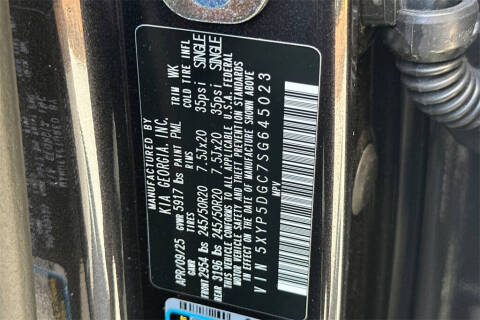 MANUFACTURED BY
KIA GEORGIA, INC.
APR/09/25 GVWR 5917 lbs PAINT PML TRIM WK
GAWR TIRES RIMS COLD TIRE INFL
FRONT 2954 lbs 245/50R20 7.5Jx20 35psi SINGLE
REAR 3196 lbs 245/50R20 7.5Jx20 35psi SINGLE
THIS VEHICLE CONFORMS TO ALL APPLICABLE U.S.A. FEDERAL
MOTOR VEHICLE SAFETY AND THEFT PREVENTION STANDARDS
IN EFFECT ON THE DATE OF MANUFACTURE SHOWN ABOVE
MPV
VIN 5XYP5DGC7SG645023